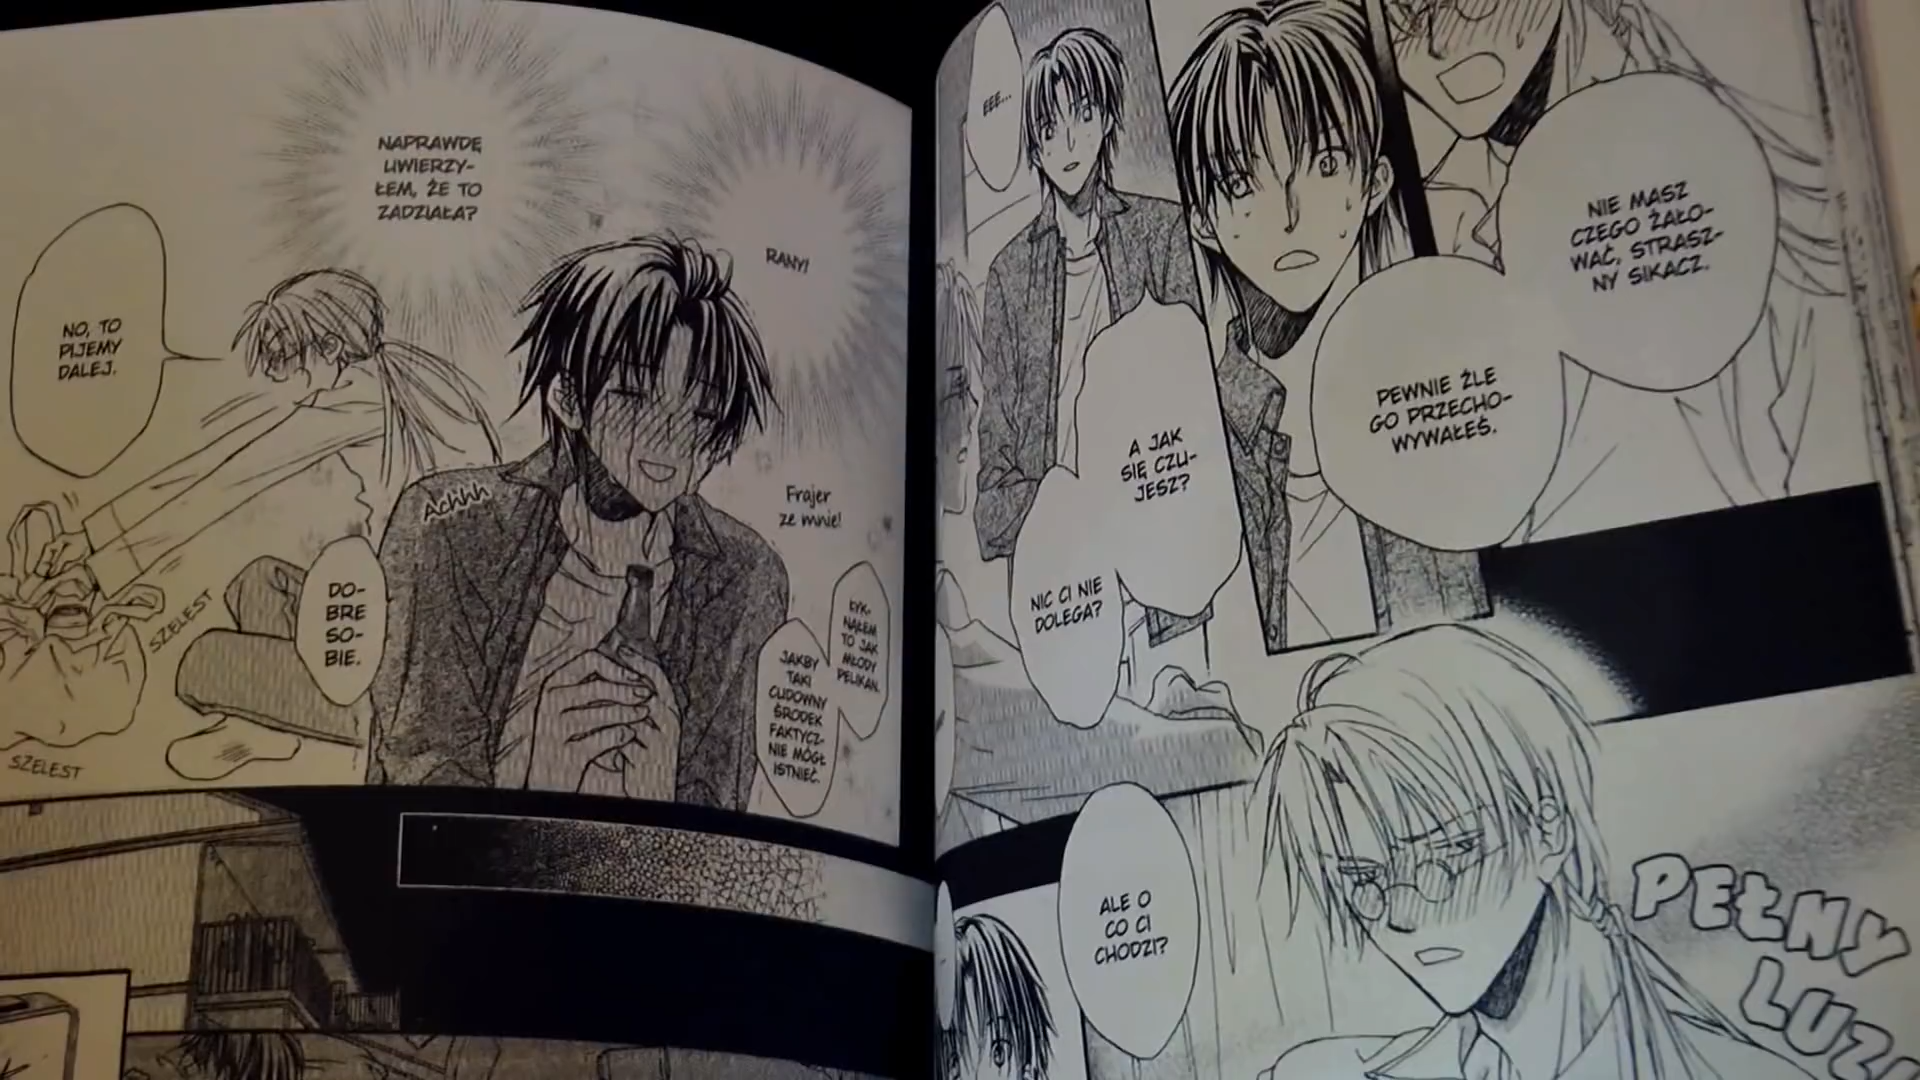 NIE MASZ
CZEGO ŻAŁO-
WAĆ, STRASZ-
NY SIKACZ.
PEWNIE ŹLE
GO PRZECHO-
WYWAŁEŚ.
EEE...
A JAK
SIĘ CZU-
JESZ?
NIC CI NIE
DOLEGA?
PEŁNY
LUZ
ALE O
CO CI
CHODZI?
RANY!
NAPRAWDĘ
UWIERZY-
ŁEM, ŻE TO
ZADZIAŁA?
Frajer
ze mnie!
ŁYK-
NĄŁEM
TO JAK
MŁODY
PELIKAN.
JAKBY
TAKI
CUDOWNY
ŚRODEK
FAKTYCZ-
NIE MÓGŁ
ISTNIEĆ.
Achhh
DO-
BRE
SO-
BIE.
NO, TO
PIJEMY
DALEJ.
SZELEST
SZELEST